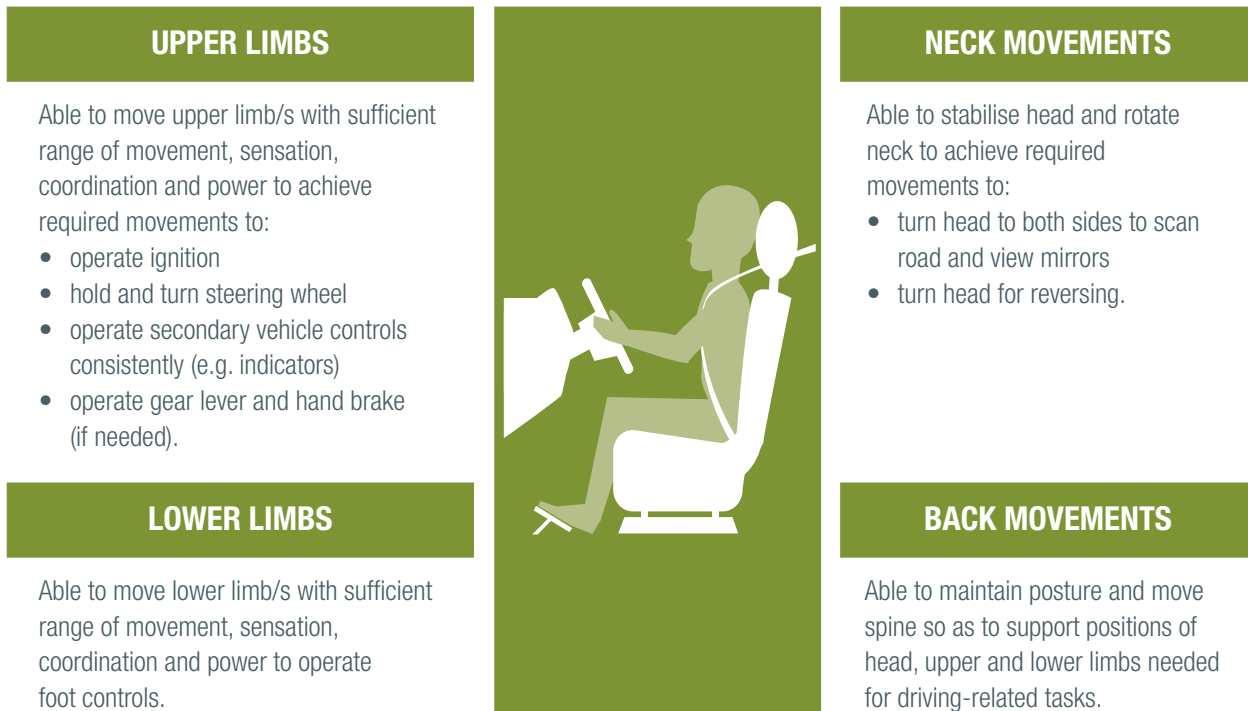 UPPER LIMBS
Able to move upper limb/s with sufficient
range of movement, sensation,
coordination and power to achieve
required movements to:
• operate ignition
• hold and turn steering wheel
• operate secondary vehicle controls
consistently (e.g. indicators)
• operate gear lever and hand brake
(if needed).
LOWER LIMBS
Able to move lower limb/s with sufficient
range of movement, sensation,
coordination and power to operate
foot controls.
NECK MOVEMENTS
Able to stabilise head and rotate
neck to achieve required
movements to:
• turn head to both sides to scan
road and view mirrors
• turn head for reversing.
BACK MOVEMENTS
Able to maintain posture and move
spine so as to support positions of
head, upper and lower limbs needed
for driving-related tasks.